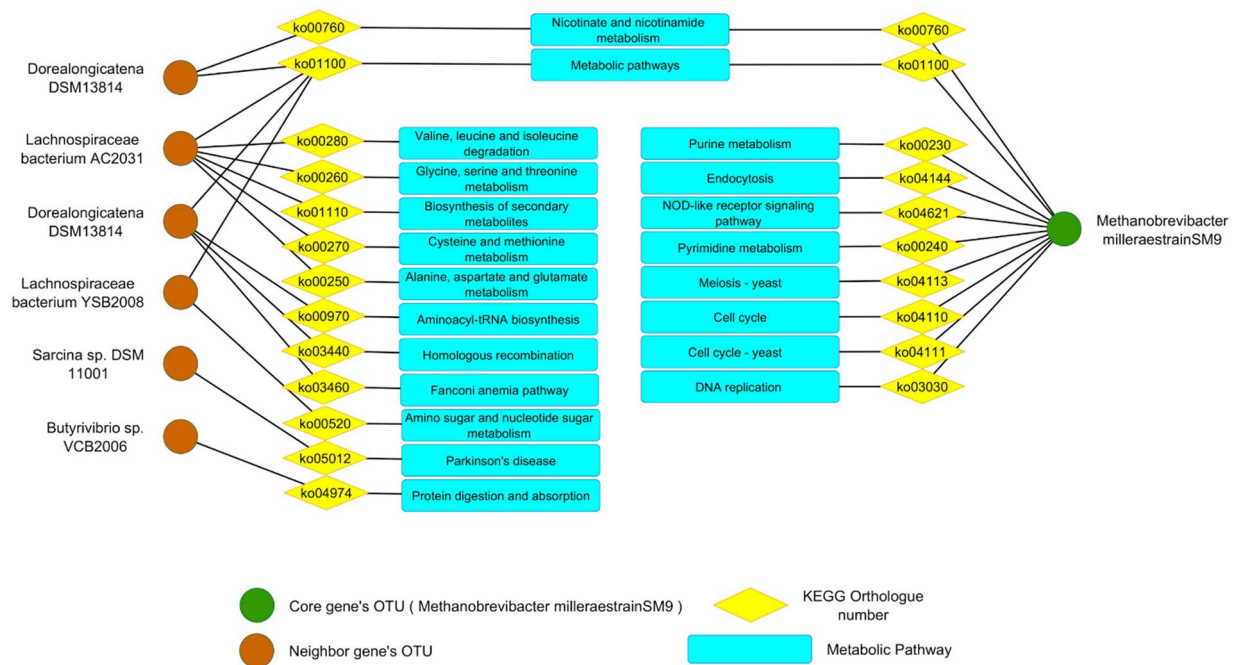 ko00760
Nicotinate and nicotinamide
metabolism
ko00760
ko01100
Metabolic pathways
ko01100
Dorealongicatena
DSM13814
Lachnospiraceae
bacterium AC2031
Dorealongicatena
DSM13814
Lachnospiraceae
bacterium YSB2008
Sarcina sp. DSM
11001
Butyrivibrio sp.
VCB2006
ko00280
Valine, leucine and isoleucine
degradation
ko00260
Glycine, serine and threonine
metabolism
ko01110
Biosynthesis of secondary
metabolites
ko00270
Cysteine and methionine
metabolism
ko00250
Alanine, aspartate and glutamate
metabolism
ko00970
Aminoacyl-tRNA biosynthesis
ko03440
Homologous recombination
ko03460
Fanconi anemia pathway
ko00520
Amino sugar and nucleotide sugar
metabolism
ko05012
Parkinson's disease
ko04974
Protein digestion and absorption
Purine metabolism
ko00230
Endocytosis
ko04144
NOD-like receptor signaling
pathway
ko04621
Pyrimidine metabolism
ko00240
Meiosis - yeast
ko04113
Cell cycle
ko04110
Cell cycle - yeast
ko04111
DNA replication
ko03030
Methanobrevibacter
milleraestrainSM9
Core gene's OTU ( Methanobrevibacter milleraestrainSM9 )
KEGG Orthologue
number
Neighbor gene's OTU
Metabolic Pathway